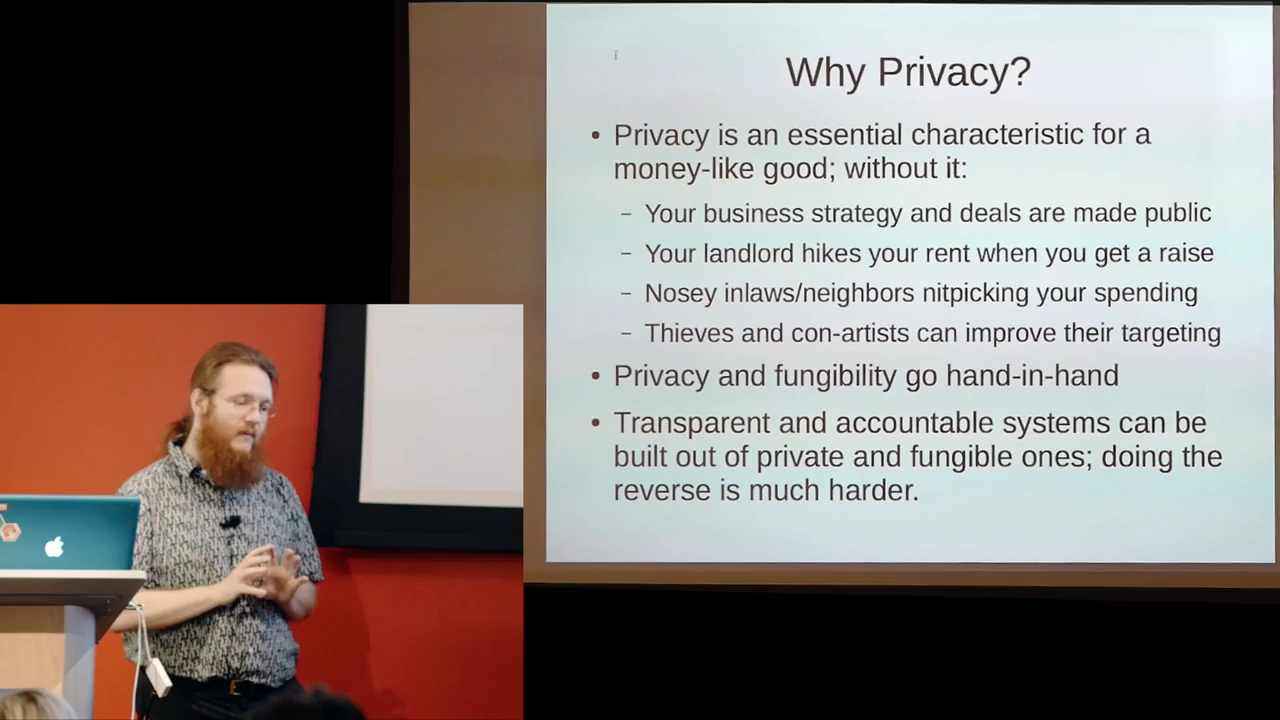 Why Privacy?
• Privacy is an essential characteristic for a
money-like good; without it:
– Your business strategy and deals are made public
– Your landlord hikes your rent when you get a raise
– Nosey inlaws/neighbors nitpicking your spending
– Thieves and con-artists can improve their targeting
• Privacy and fungibility go hand-in-hand
• Transparent and accountable systems can be
built out of private and fungible ones; doing the
reverse is much harder.